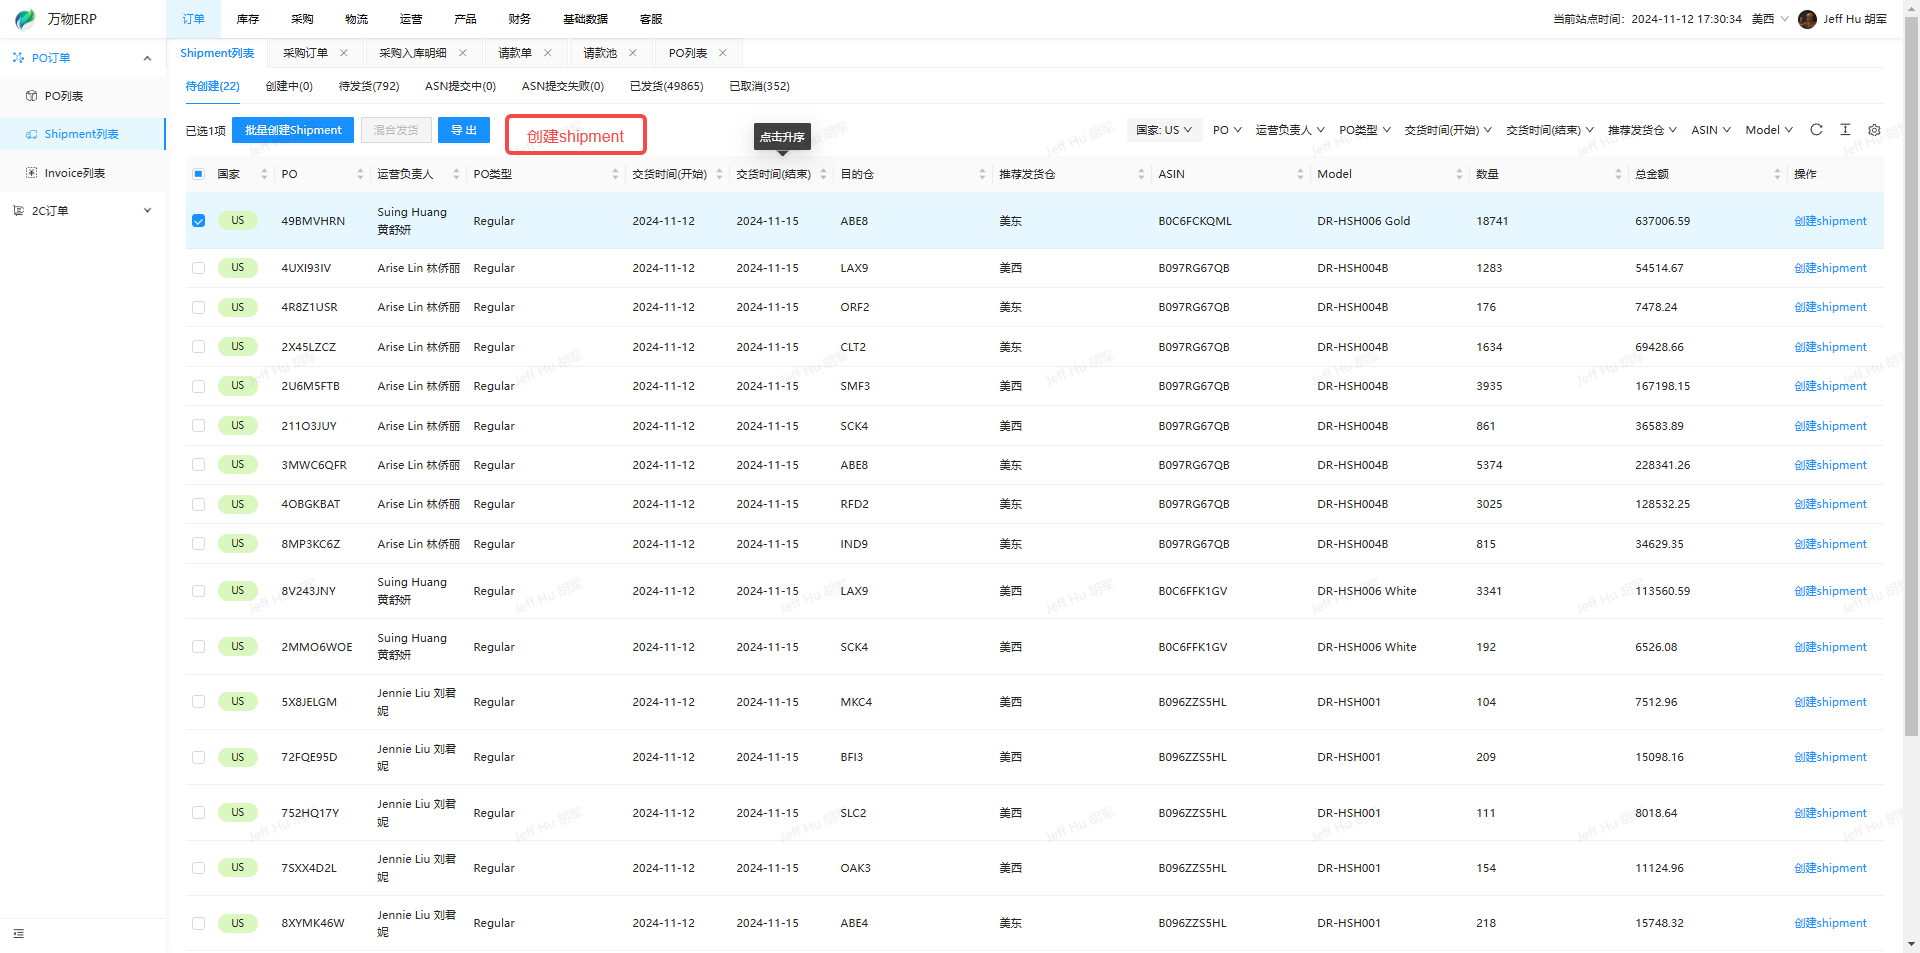 万物ERP
订单 库存 采购 物流 运营 产品 财务 基础数据 客服
当前站点时间: 2024-11-12 17:30:34 美西 Jeff Hu 胡军
PO订单
PO列表
Shipment列表
Invoice列表
2C订单
Shipment列表 采购订单 采购入库明细 请款单 请款池 PO列表
待创建(22) 创建中(0) 待发货(792) ASN提交中(0) ASN提交失败(0) 已发货(49865) 已取消(352)
已选1项 批量创建Shipment 混合发货 导 出 创建shipment 点击升序 国家: US PO 运营负责人 PO类型 交货时间(开始) 交货时间(结束) 推荐发货仓 ASIN Model
国家 PO 运营负责人 PO类型 交货时间(开始) 交货时间(结束) 目的仓 推荐发货仓 ASIN Model 数量 总金额 操作
US 49BMVHRN Suing Huang 黄舒妍 Regular 2024-11-12 2024-11-15 ABE8 美东 B0C6FCKQML DR-HSH006 Gold 18741 637006.59 创建shipment
US 4UXI93IV Arise Lin 林侨丽 Regular 2024-11-12 2024-11-15 LAX9 美西 B097RG67QB DR-HSH004B 1283 54514.67 创建shipment
US 4R8Z1USR Arise Lin 林侨丽 Regular 2024-11-12 2024-11-15 ORF2 美东 B097RG67QB DR-HSH004B 176 7478.24 创建shipment
US 2X45LZCZ Arise Lin 林侨丽 Regular 2024-11-12 2024-11-15 CLT2 美东 B097RG67QB DR-HSH004B 1634 69428.66 创建shipment
US 2U6M5FTB Arise Lin 林侨丽 Regular 2024-11-12 2024-11-15 SMF3 美西 B097RG67QB DR-HSH004B 3935 167198.15 创建shipment
US 211O3JUY Arise Lin 林侨丽 Regular 2024-11-12 2024-11-15 SCK4 美西 B097RG67QB DR-HSH004B 861 36583.89 创建shipment
US 3MWC6QFR Arise Lin 林侨丽 Regular 2024-11-12 2024-11-15 ABE8 美东 B097RG67QB DR-HSH004B 5374 228341.26 创建shipment
US 4OBGKBAT Arise Lin 林侨丽 Regular 2024-11-12 2024-11-15 RFD2 美东 B097RG67QB DR-HSH004B 3025 128532.25 创建shipment
US 8MP3KC6Z Arise Lin 林侨丽 Regular 2024-11-12 2024-11-15 IND9 美东 B097RG67QB DR-HSH004B 815 34629.35 创建shipment
US 8V243JNY Suing Huang 黄舒妍 Regular 2024-11-12 2024-11-15 LAX9 美西 B0C6FFK1GV DR-HSH006 White 3341 113560.59 创建shipment
US 2MMO6WOE Suing Huang 黄舒妍 Regular 2024-11-12 2024-11-15 SCK4 美西 B0C6FFK1GV DR-HSH006 White 192 6526.08 创建shipment
US 5X8JELGM Jennie Liu 刘君妮 Regular 2024-11-12 2024-11-15 MKC4 美西 B096ZZS5HL DR-HSH001 104 7512.96 创建shipment
US 72FQE95D Jennie Liu 刘君妮 Regular 2024-11-12 2024-11-15 BFI3 美西 B096ZZS5HL DR-HSH001 209 15098.16 创建shipment
US 752HQ17Y Jennie Liu 刘君妮 Regular 2024-11-12 2024-11-15 SLC2 美西 B096ZZS5HL DR-HSH001 111 8018.64 创建shipment
US 7SXX4D2L Jennie Liu 刘君妮 Regular 2024-11-12 2024-11-15 OAK3 美西 B096ZZS5HL DR-HSH001 154 11124.96 创建shipment
US 8XYMK46W Jennie Liu 刘君妮 Regular 2024-11-12 2024-11-15 ABE4 美东 B096ZZS5HL DR-HSH001 218 15748.32 创建shipment